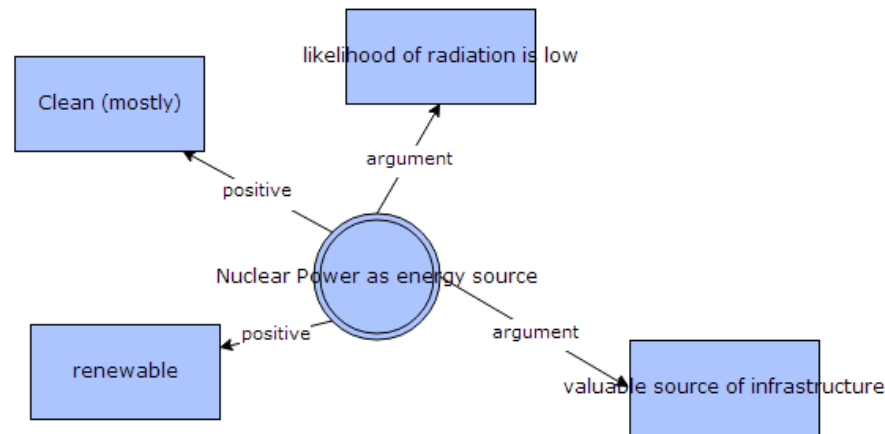 likelihood of radiation is low
Clean (mostly)
argument
positive
Nuclear Power as energy source
positive
argument
renewable
valuable source of infrastructure